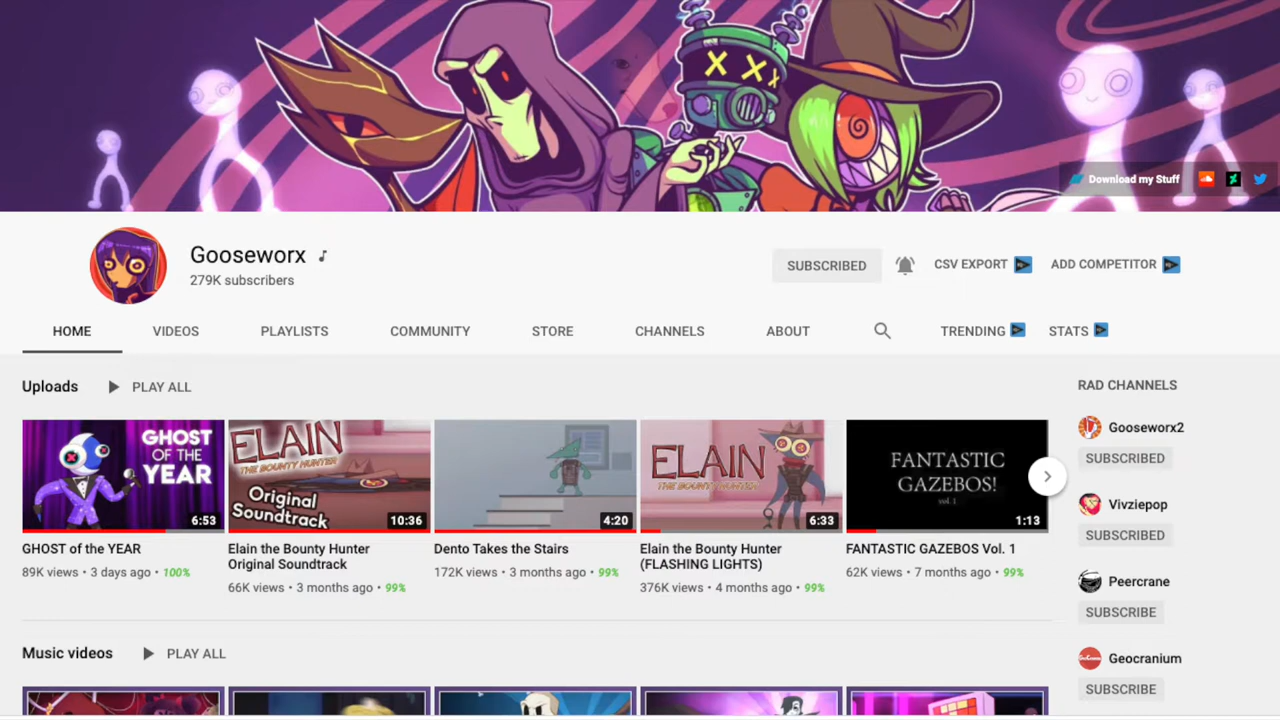 Download my Stuff
Gooseworx
279K subscribers
SUBSCRIBED
CSV EXPORT
ADD COMPETITOR
HOME
VIDEOS
PLAYLISTS
COMMUNITY
STORE
CHANNELS
ABOUT
TRENDING
STATS
Uploads
PLAY ALL
GHOST
OF THE
YEAR
6:53
GHOST of the YEAR
89K views • 3 days ago • 100%
ELAIN
THE BOUNTY HUNTER
Original
Soundtrack
10:36
Elain the Bounty Hunter
Original Soundtrack
66K views • 3 months ago • 99%
4:20
Dento Takes the Stairs
172K views • 3 months ago • 99%
ELAIN
THE BOUNTY HUNTER
6:33
Elain the Bounty Hunter
(FLASHING LIGHTS)
376K views • 4 months ago • 99%
FANTASTIC
GAZEBOS!
vol. 1
1:13
FANTASTIC GAZEBOS Vol. 1
62K views • 7 months ago • 99%
RAD CHANNELS
Gooseworx2
SUBSCRIBED
Vivziepop
SUBSCRIBED
Peercrane
SUBSCRIBE
Geocranium
SUBSCRIBE
Music videos
PLAY ALL